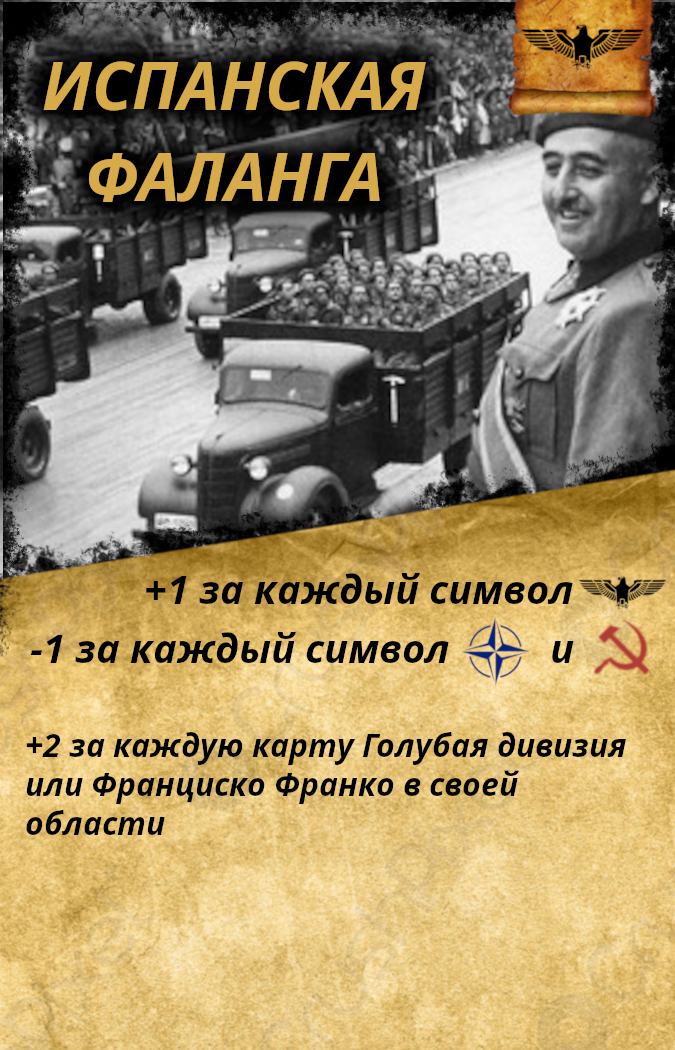 ИСПАНСКАЯ
ФАЛАНГА
+1 за каждый символ
-1 за каждый символ и
+2 за каждую карту Голубая дивизия
или Франциско Франко в своей
области